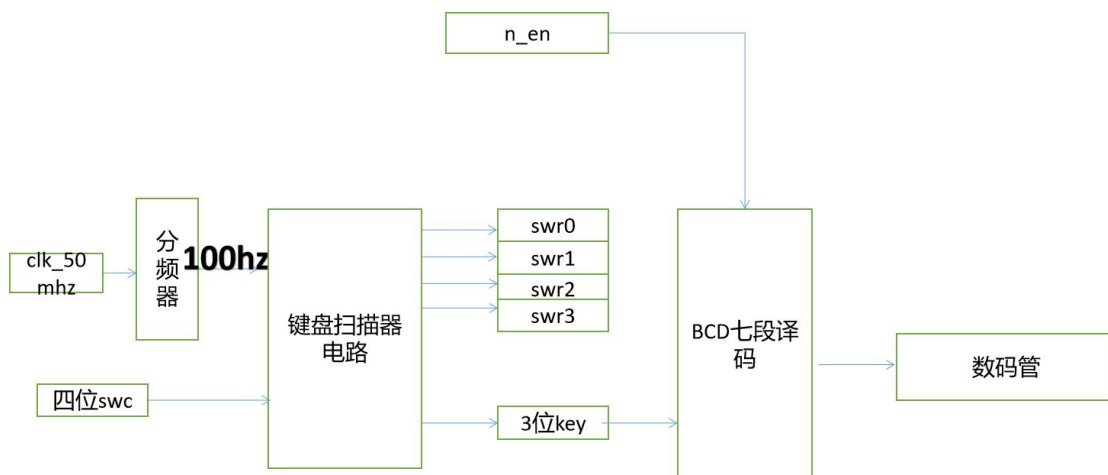 n_en
clk_50
mhz
分
频
器
100hz
四位swc
键盘扫描器
电路
swr0
swr1
swr2
swr3
3位key
BCD七段译
码
数码管